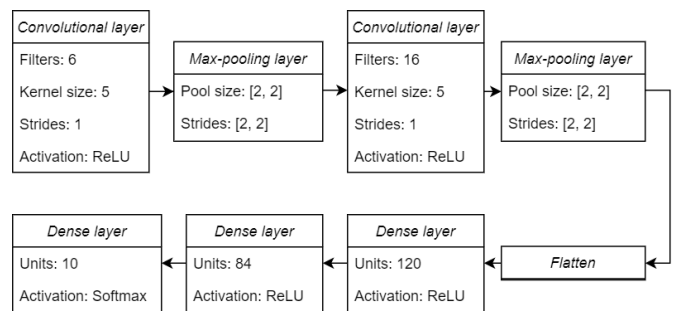 Convolutional layer
Filters: 6
Kernel size: 5
Strides: 1
Activation: ReLU
Max-pooling layer
Pool size: [2, 2]
Strides: [2, 2]
Convolutional layer
Filters: 16
Kernel size: 5
Strides: 1
Activation: ReLU
Max-pooling layer
Pool size: [2, 2]
Strides: [2, 2]
Flatten
Dense layer
Units: 120
Activation: ReLU
Dense layer
Units: 84
Activation: ReLU
Dense layer
Units: 10
Activation: Softmax